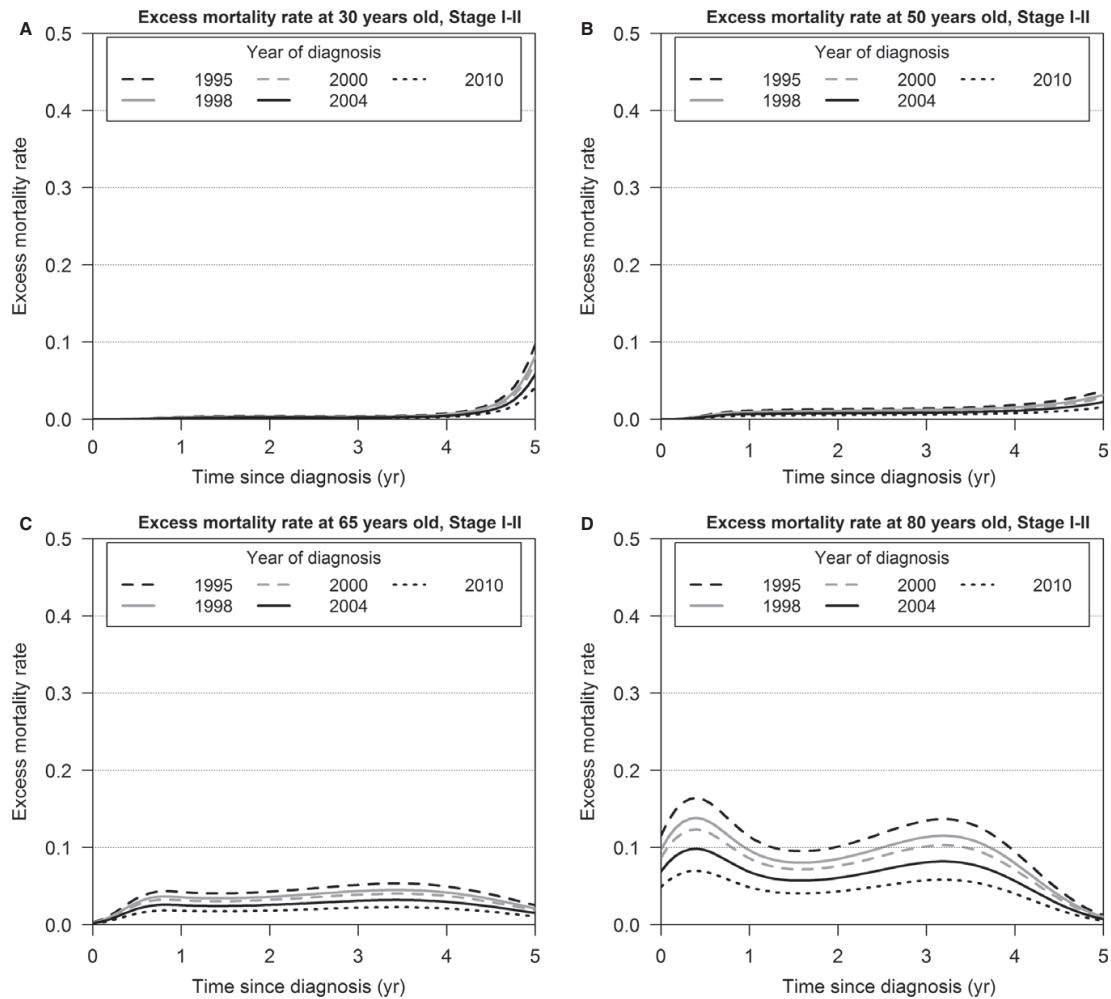 A
Excess mortality rate at 30 years old, Stage I-II
Year of diagnosis
1995 2000 2010
1998 2004
0.5
0.4
0.3
0.2
0.1
0.0
Excess mortality rate
0 1 2 3 4 5
Time since diagnosis (yr)
B
Excess mortality rate at 50 years old, Stage I-II
Year of diagnosis
1995 2000 2010
1998 2004
0.5
0.4
0.3
0.2
0.1
0.0
Excess mortality rate
0 1 2 3 4 5
Time since diagnosis (yr)
C
Excess mortality rate at 65 years old, Stage I-II
Year of diagnosis
1995 2000 2010
1998 2004
0.5
0.4
0.3
0.2
0.1
0.0
Excess mortality rate
0 1 2 3 4 5
Time since diagnosis (yr)
D
Excess mortality rate at 80 years old, Stage I-II
Year of diagnosis
1995 2000 2010
1998 2004
0.5
0.4
0.3
0.2
0.1
0.0
Excess mortality rate
0 1 2 3 4 5
Time since diagnosis (yr)